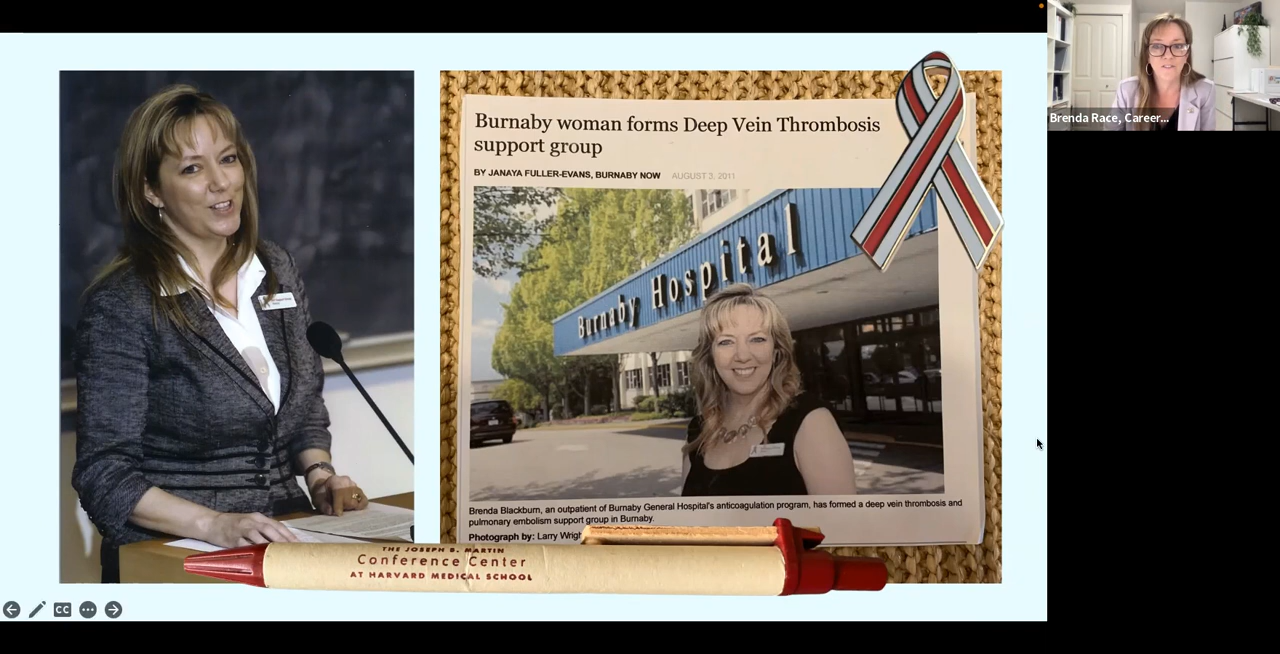 Burnaby woman forms Deep Vein Thrombosis
support group
BY JANAYA FULLER-EVANS, BURNABY NOW AUGUST 3, 2011
Burnaby Hospital
Brenda Blackburn, an outpatient of Burnaby General Hospital's anticoagulation program, has formed a deep vein thrombosis and
pulmonary embolism support group in Burnaby.
Photograph by: Larry
THE JOSEPH B. MARTIN
Conference Center
AT HARVARD MEDICAL SCHOOL
CC
Brenda Race, Career...